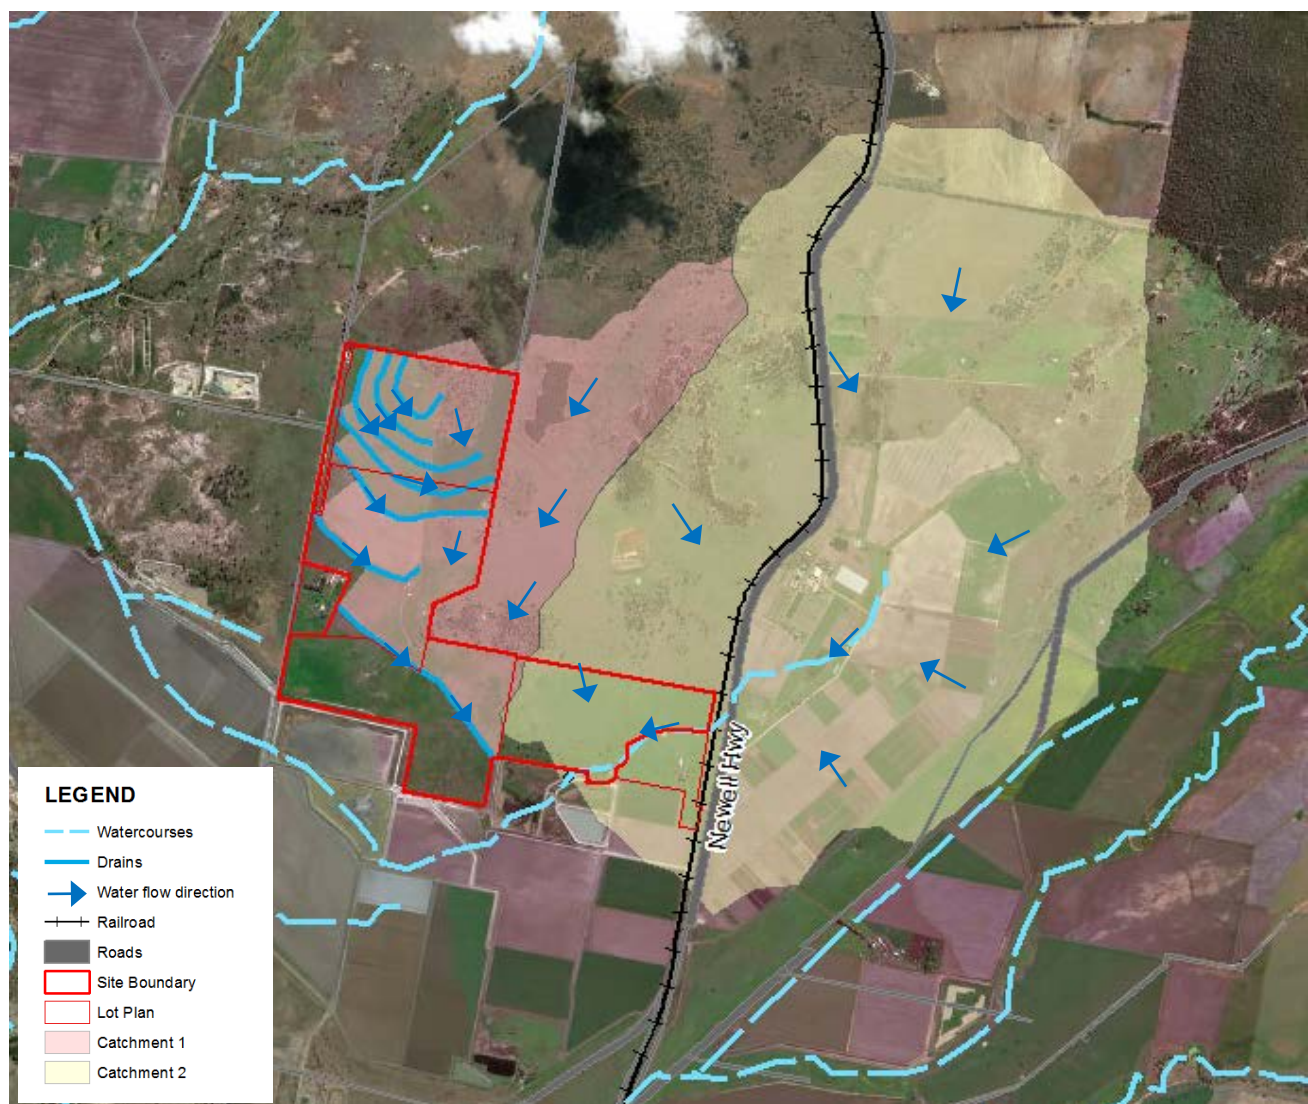 Newell Hwy
LEGEND
Watercourses
Drains
Water flow direction
Railroad
Roads
Site Boundary
Lot Plan
Catchment 1
Catchment 2